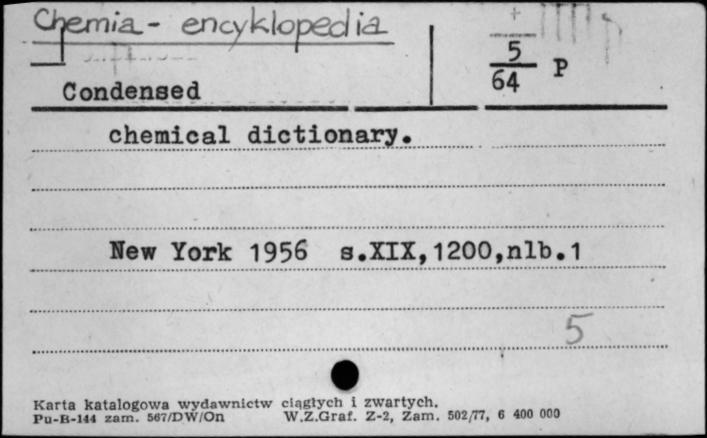 Chemia - encyklopedia
5
64 P
Condensed
chemical dictionary.
New York 1956 s.XIX,1200,nlb.1
5
Karta katalogowa wydawnictw ciągłych i zwartych.
Pu-B-144 zam. 567/DW/On W.Z.Graf. Z-2, Zam. 502/77, 6 400 000